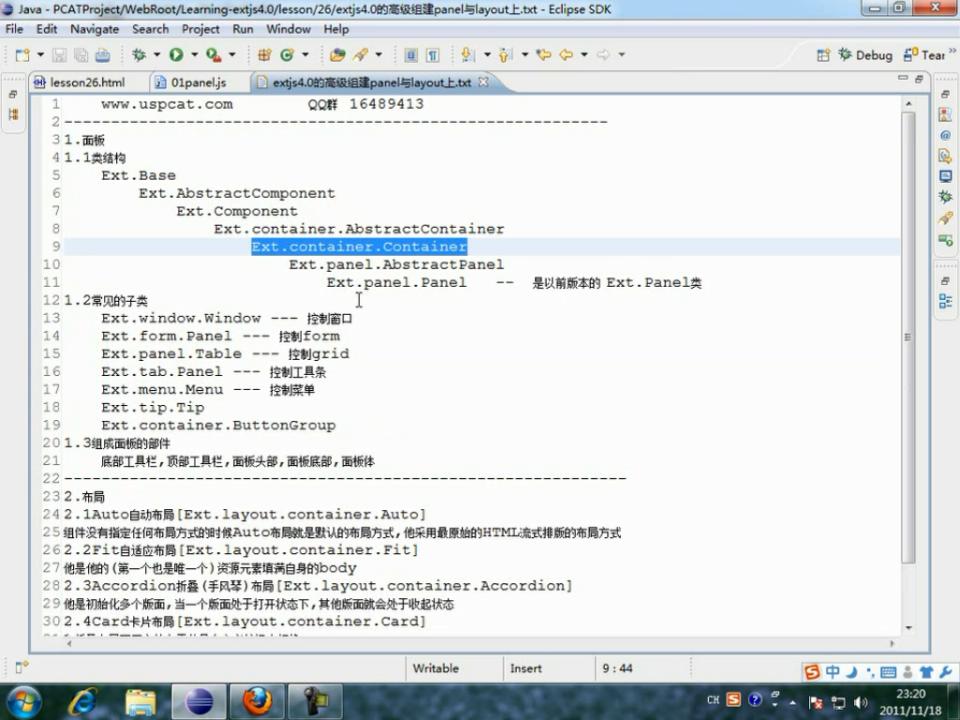 Java - PCATProject/WebRoot/Learning-extjs4.0/lesson/26/extjs4.0的高级组建panel与layout上.txt - Eclipse SDK
File Edit Navigate Search Project Run Window Help
Debug Tear
lesson26.html 01panel.js extjs4.0的高级组建panel与layout上.txt
1 www.uspcat.com QQ群 16489413
2 ----------------------------------------------------------
3 1.面板
4 1.1类结构
5 Ext.Base
6 Ext.AbstractComponent
7 Ext.Component
8 Ext.container.AbstractContainer
9 Ext.container.Container
10 Ext.panel.AbstractPanel
11 Ext.panel.Panel -- 是以前版本的 Ext.Panel类
12 1.2常见的子类
13 Ext.window.Window --- 控制窗口
14 Ext.form.Panel --- 控制form
15 Ext.panel.Table --- 控制grid
16 Ext.tab.Panel --- 控制工具条
17 Ext.menu.Menu --- 控制菜单
18 Ext.tip.Tip
19 Ext.container.ButtonGroup
20 1.3组成面板的部件
21 底部工具栏,顶部工具栏,面板头部,面板底部,面板体
22 ------------------------------------------------------------
23 2.布局
24 2.1Auto自动布局[Ext.layout.container.Auto]
25 组件没有指定任何布局方式的时候Auto布局就是默认的布局方式,他采用最原始的HTML流式排版的布局方式
26 2.2Fit自适应布局[Ext.layout.container.Fit]
27 他是他的(第一个也是唯一个)资源元素填满自身的body
28 2.3Accordion折叠(手风琴)布局[Ext.layout.container.Accordion]
29 他是初始化多个版面,当一个版面处于打开状态下,其他版面就会处于收起状态
30 2.4Card卡片布局[Ext.layout.container.Card]
Writable Insert 9 : 44
中
CH 23:20
2011/11/18